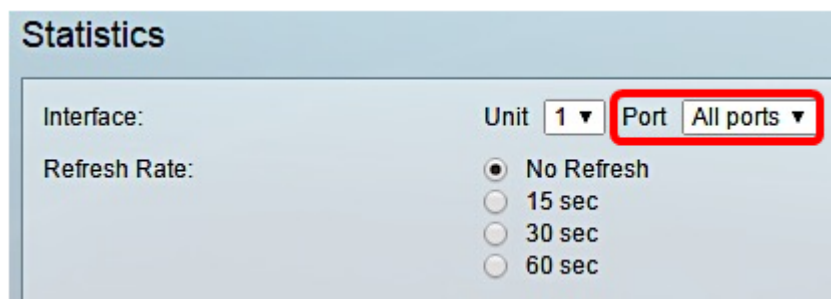 Statistics
Interface: Unit 1 Port All ports
Refresh Rate: No Refresh
15 sec
30 sec
60 sec